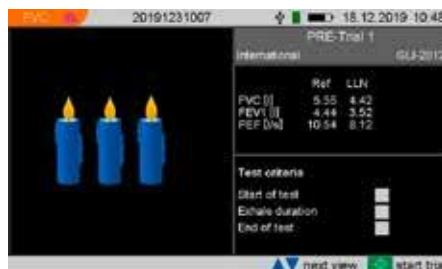 FVC 20191231007 18.12.2019 10:48
PRE-Trial 1
International GLI-2012
Ref LLN
FVC [l] 5.55 4.42
FEV1 [l] 4.44 3.52
PEF [l/s] 10.54 8.12
Test criteria
Start of test
Exhale duration
End of test
next view start trial